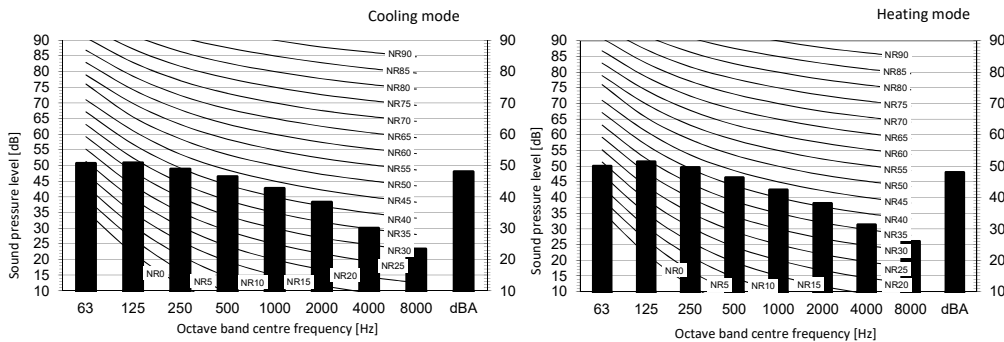 Cooling mode
90
85
80
75
70
65
60
55
50
45
40
35
30
25
20
15
10
Sound pressure level [dB]
NR90
NR85
NR80
NR75
NR70
NR65
NR60
NR55
NR50
NR45
NR40
NR35
NR30
NR25
NR0 NR5 NR10 NR15 NR20
90
80
70
60
50
40
30
20
10
63 125 250 500 1000 2000 4000 8000 dBA
Octave band centre frequency [Hz]
Heating mode
90
85
80
75
70
65
60
55
50
45
40
35
30
25
20
15
10
Sound pressure level [dB]
NR90
NR85
NR80
NR75
NR70
NR65
NR60
NR55
NR50
NR45
NR40
NR35
NR30
NR25
NR20
NR0 NR5 NR10 NR15
90
80
70
60
50
40
30
20
10
63 125 250 500 1000 2000 4000 8000 dBA
Octave band centre frequency [Hz]